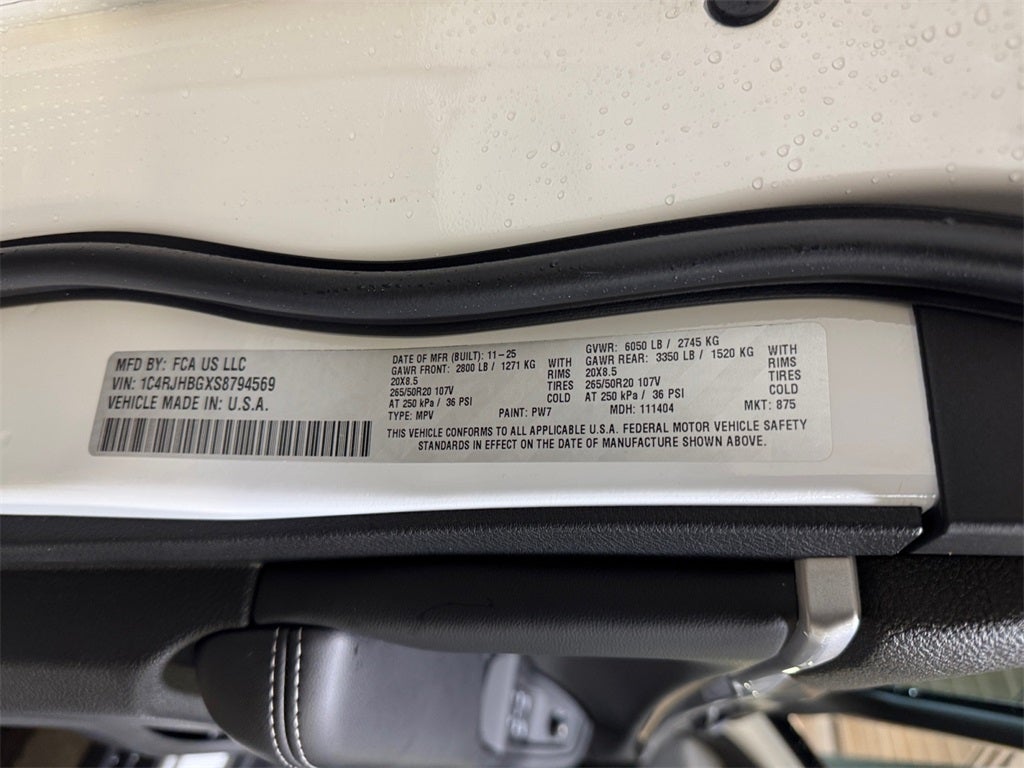 MFD BY: FCA US LLC
VIN: 1C4RJHBGXS8794569
VEHICLE MADE IN: U.S.A.
DATE OF MFR (BUILT): 11-25
GAWR FRONT: 2800 LB / 1271 KG WITH
20X8.5 RIMS
265/50R20 107V TIRES
AT 250 kPa / 36 PSI COLD
TYPE: MPV PAINT: PW7
GVWR: 6050 LB / 2745 KG
GAWR REAR: 3350 LB / 1520 KG WITH
20X8.5 RIMS
265/50R20 107V TIRES
AT 250 kPa / 36 PSI COLD
MDH: 111404 MKT: 875
THIS VEHICLE CONFORMS TO ALL APPLICABLE U.S.A. FEDERAL MOTOR VEHICLE SAFETY
STANDARDS IN EFFECT ON THE DATE OF MANUFACTURE SHOWN ABOVE.